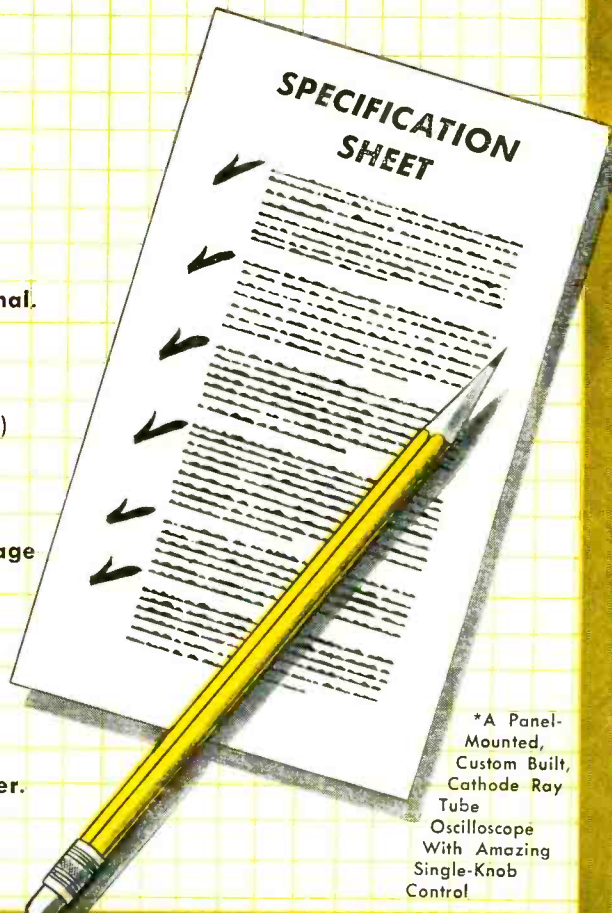 SPECIFICATION
SHEET
nal.
)
age
er.
*A Panel-
Mounted,
Custom Built,
Cathode Ray
Tube
Oscilloscope
With Amazing
Single-Knob
Control